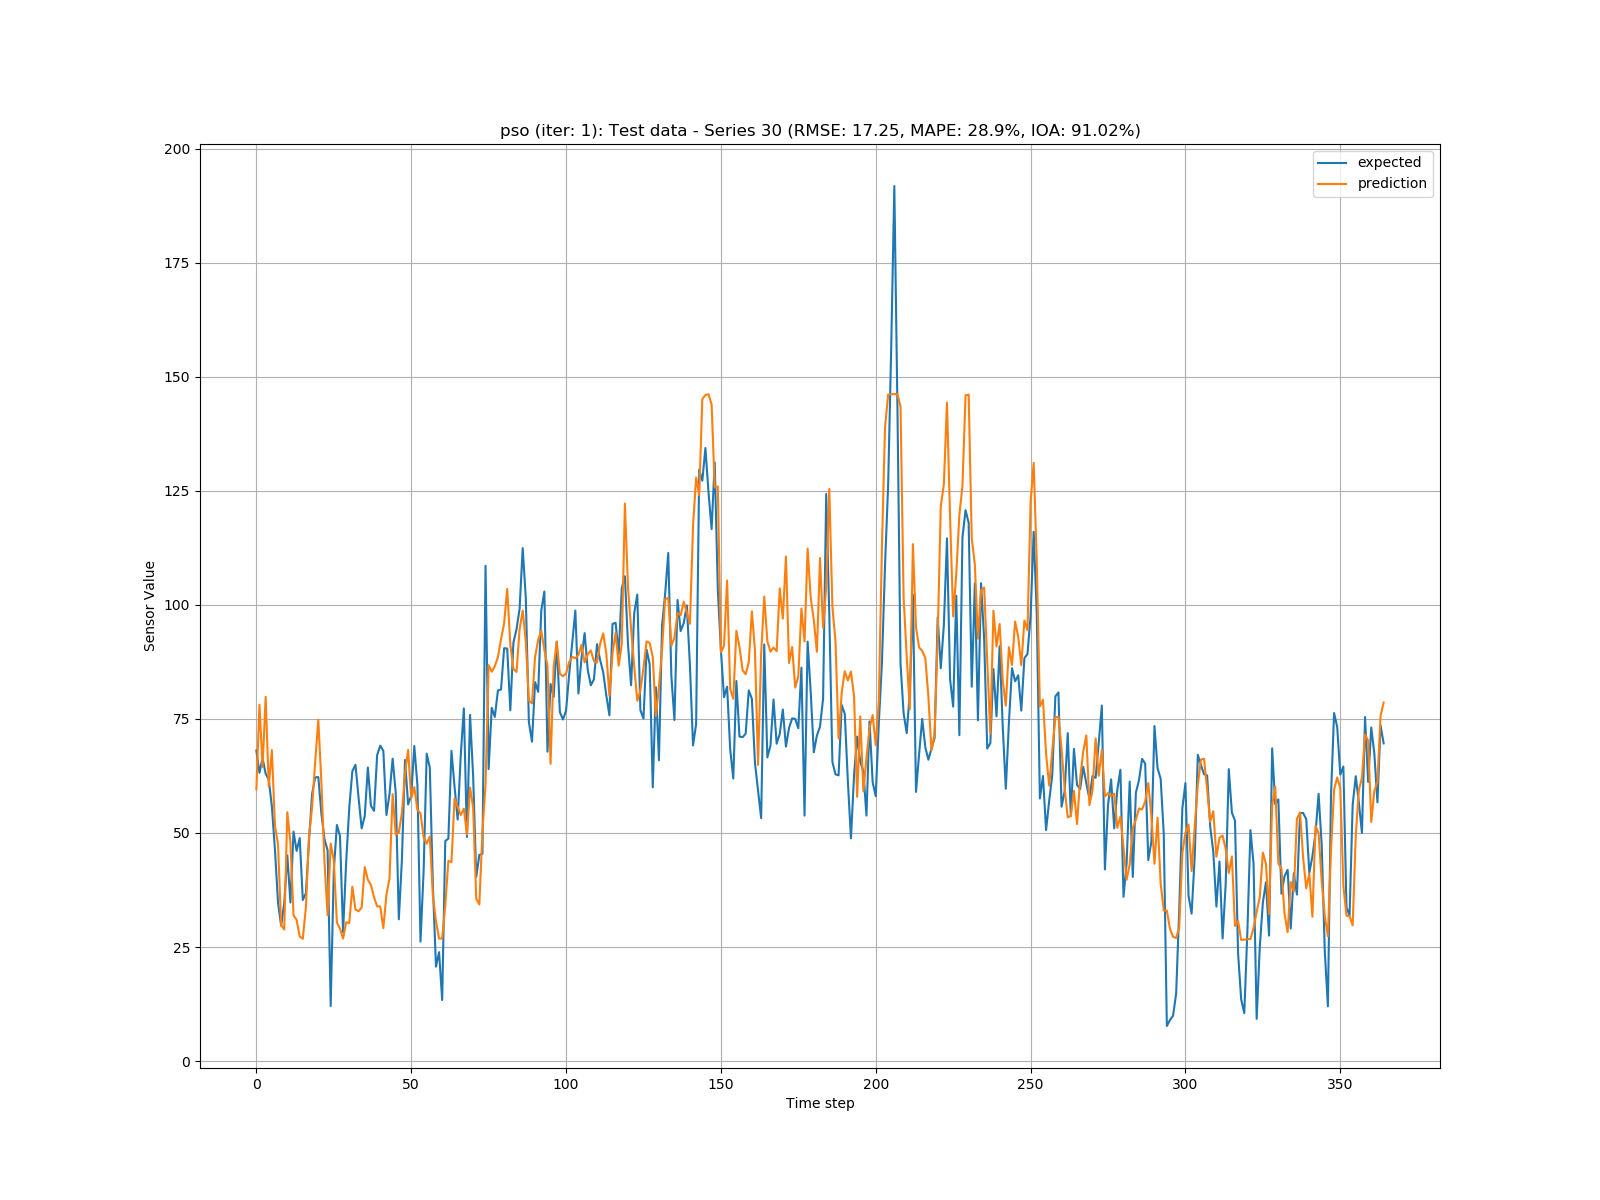 pso (iter: 1): Test data - Series 30 (RMSE: 17.25, MAPE: 28.9%, IOA: 91.02%)
expected
prediction
200
175
150
125
100
75
50
25
0
Sensor Value
0 50 100 150 200 250 300 350
Time step